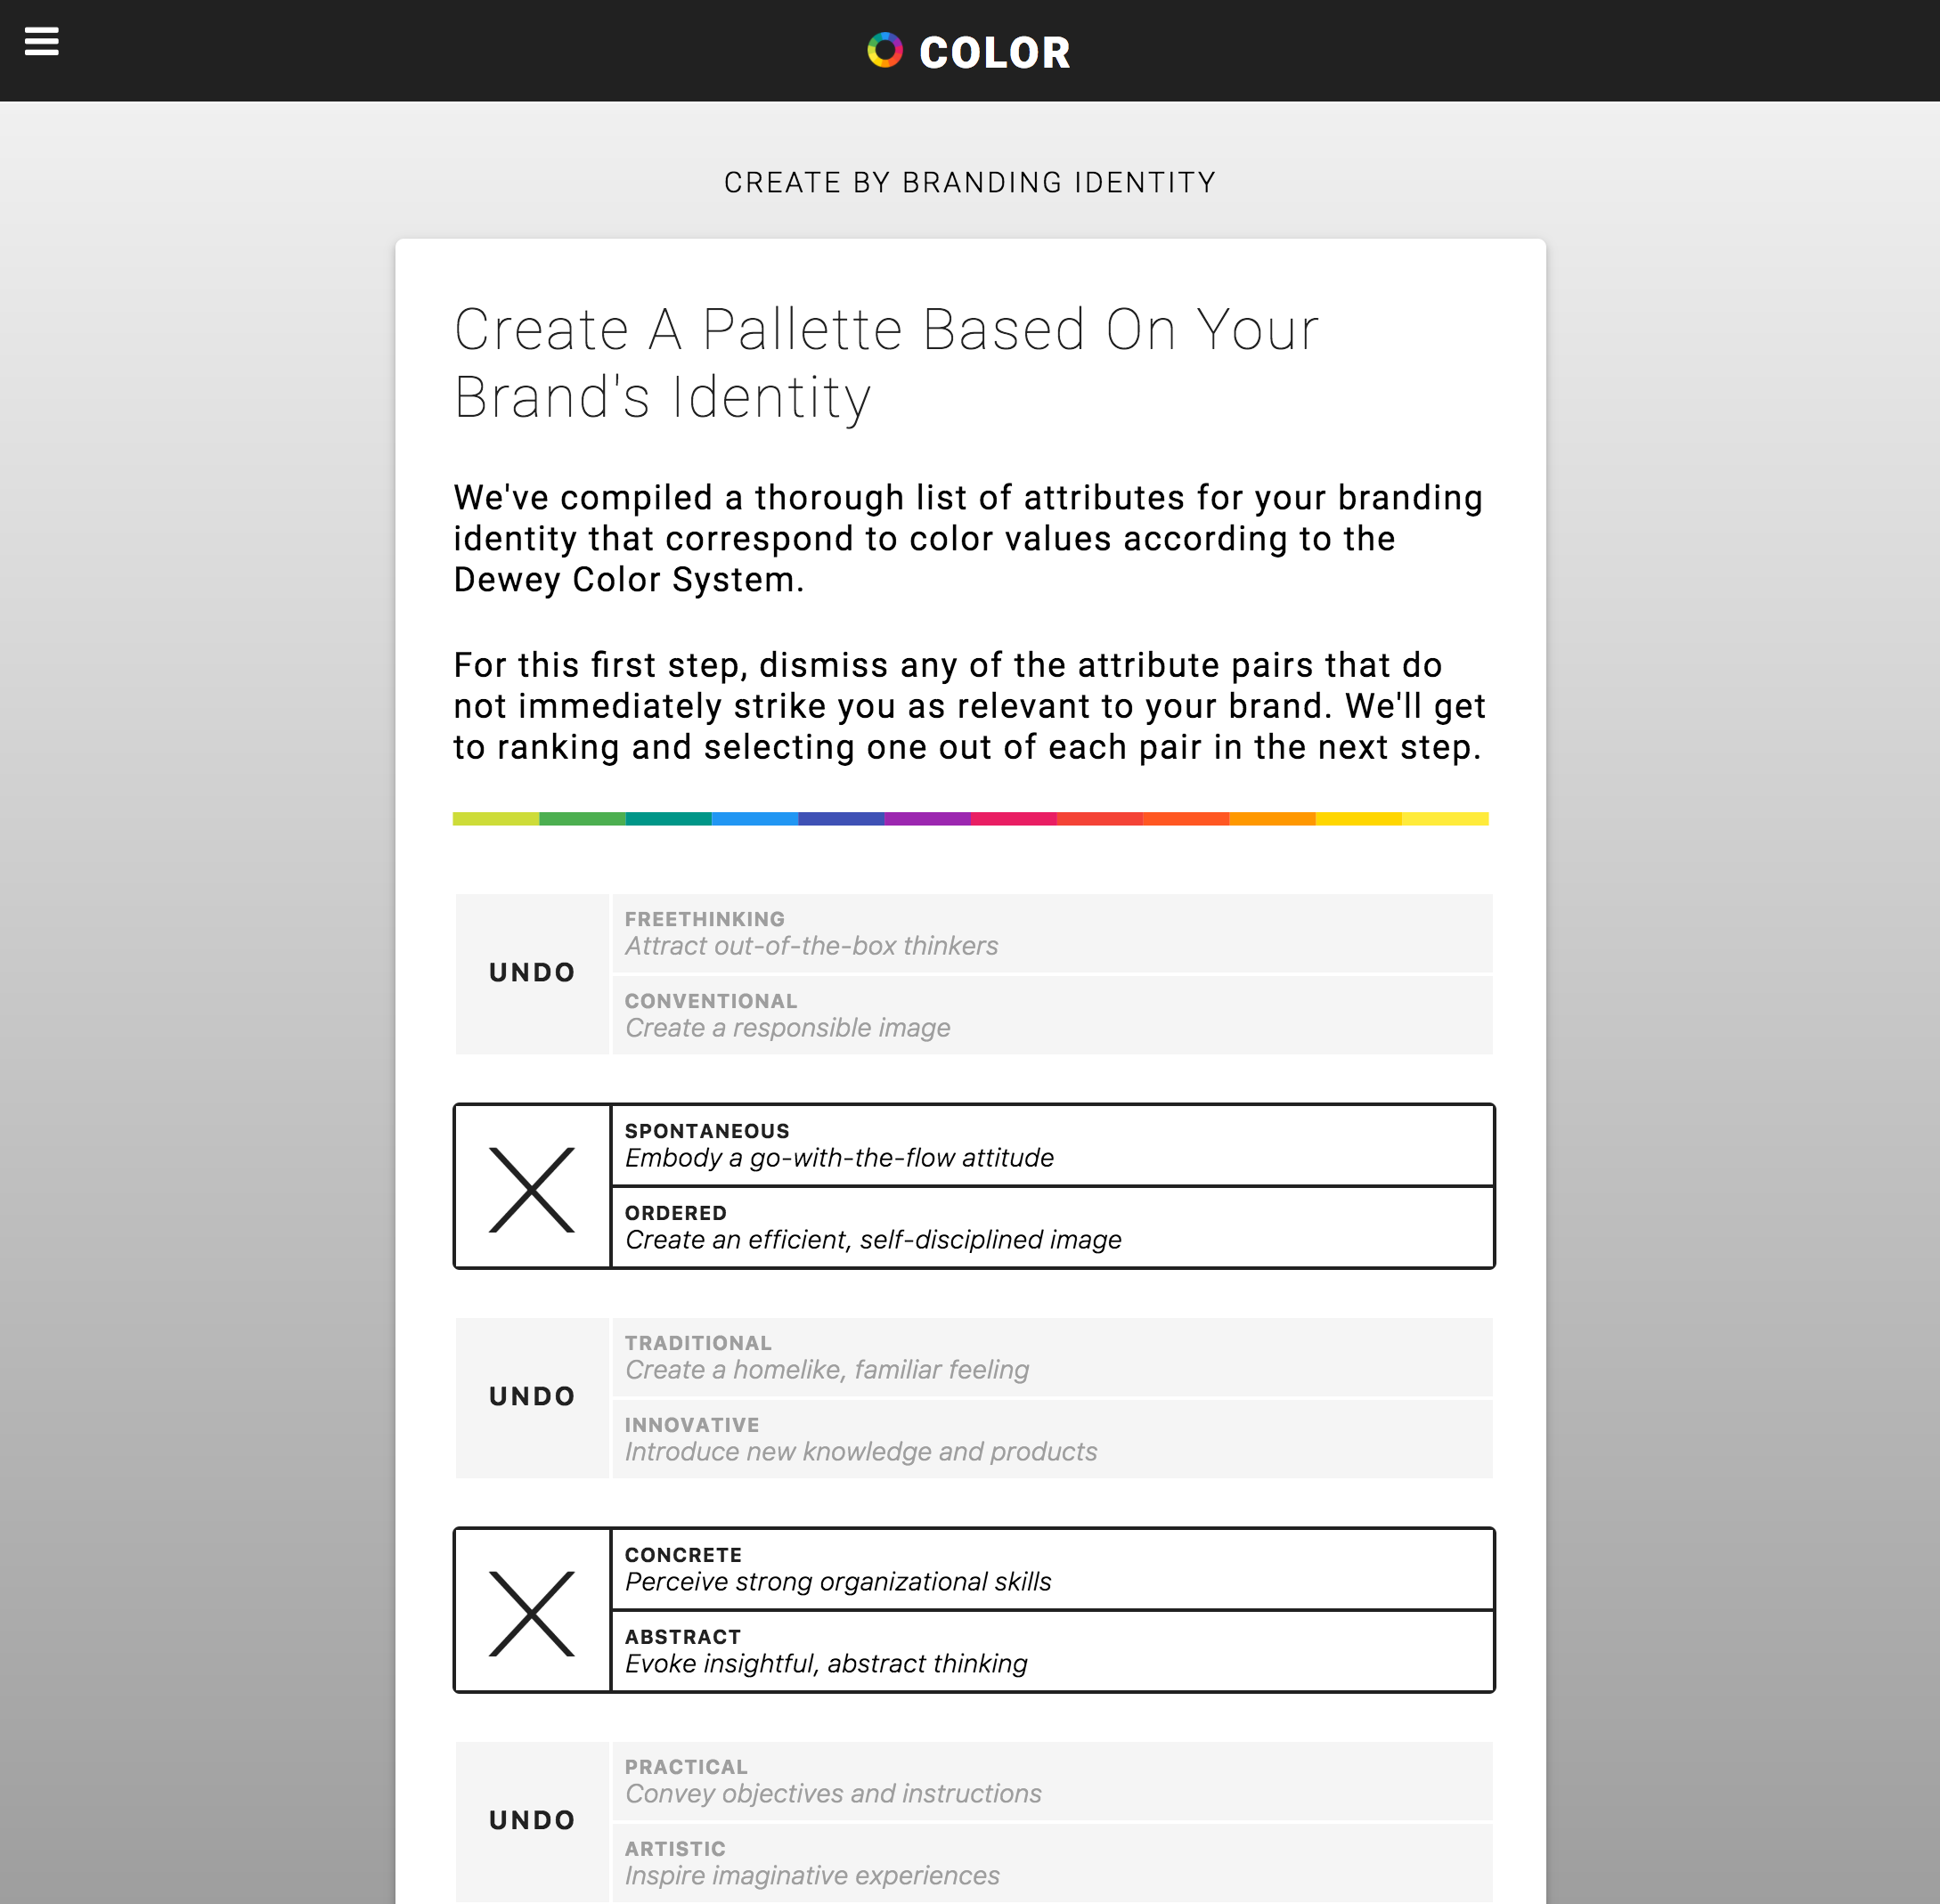 COLOR
CREATE BY BRANDING IDENTITY
Create A Pallette Based On Your
Brand's Identity
We've compiled a thorough list of attributes for your branding
identity that correspond to color values according to the
Dewey Color System.
For this first step, dismiss any of the attribute pairs that do
not immediately strike you as relevant to your brand. We'll get
to ranking and selecting one out of each pair in the next step.
UNDO
FREETHINKING
Attract out-of-the-box thinkers
CONVENTIONAL
Create a responsible image
SPONTANEOUS
Embody a go-with-the-flow attitude
ORDERED
Create an efficient, self-disciplined image
UNDO
TRADITIONAL
Create a homelike, familiar feeling
INNOVATIVE
Introduce new knowledge and products
CONCRETE
Perceive strong organizational skills
ABSTRACT
Evoke insightful, abstract thinking
UNDO
PRACTICAL
Convey objectives and instructions
ARTISTIC
Inspire imaginative experiences